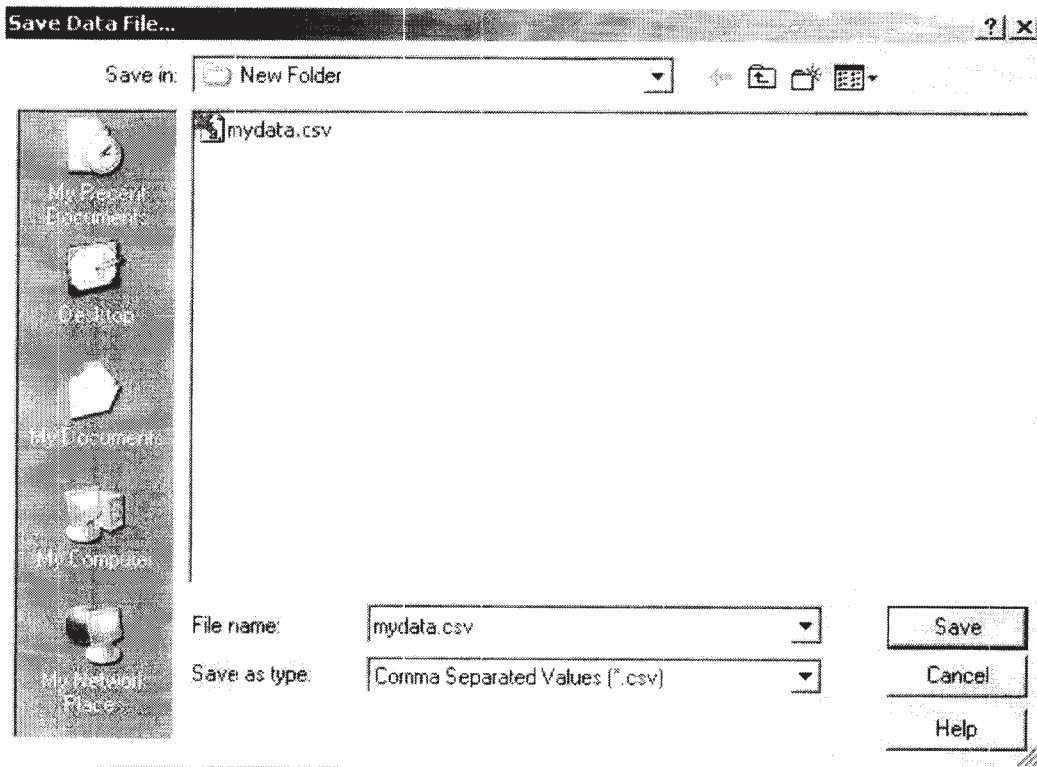 Save Data File...
? X
Save in: New Folder
mydata.csv
My Recent
Documents
Desktop
My Documents
My Computer
My Network
Places
File name: mydata.csv
Save
Save as type: Comma Separated Values (*.csv)
Cancel
Help